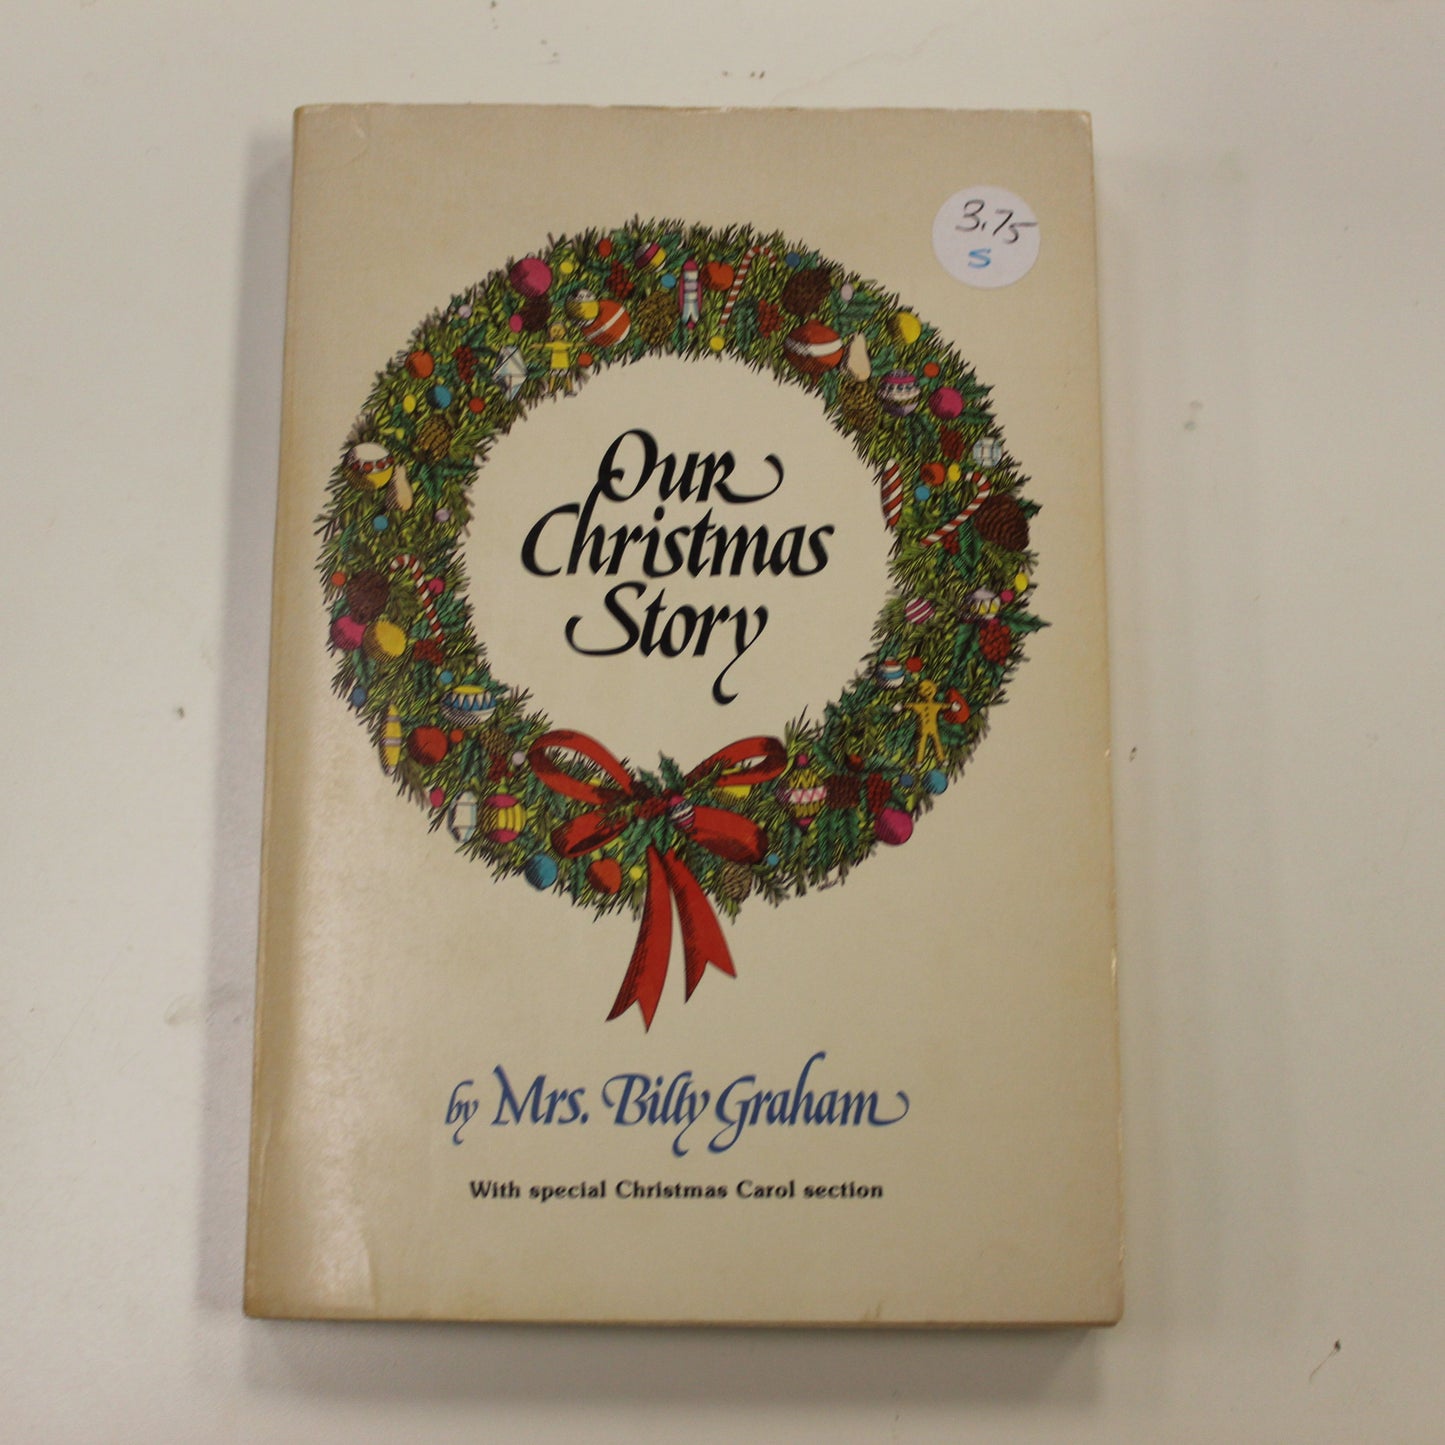 3.75
S
Our
Christmas
Story
by Mrs. Billy Graham
With special Christmas Carol section